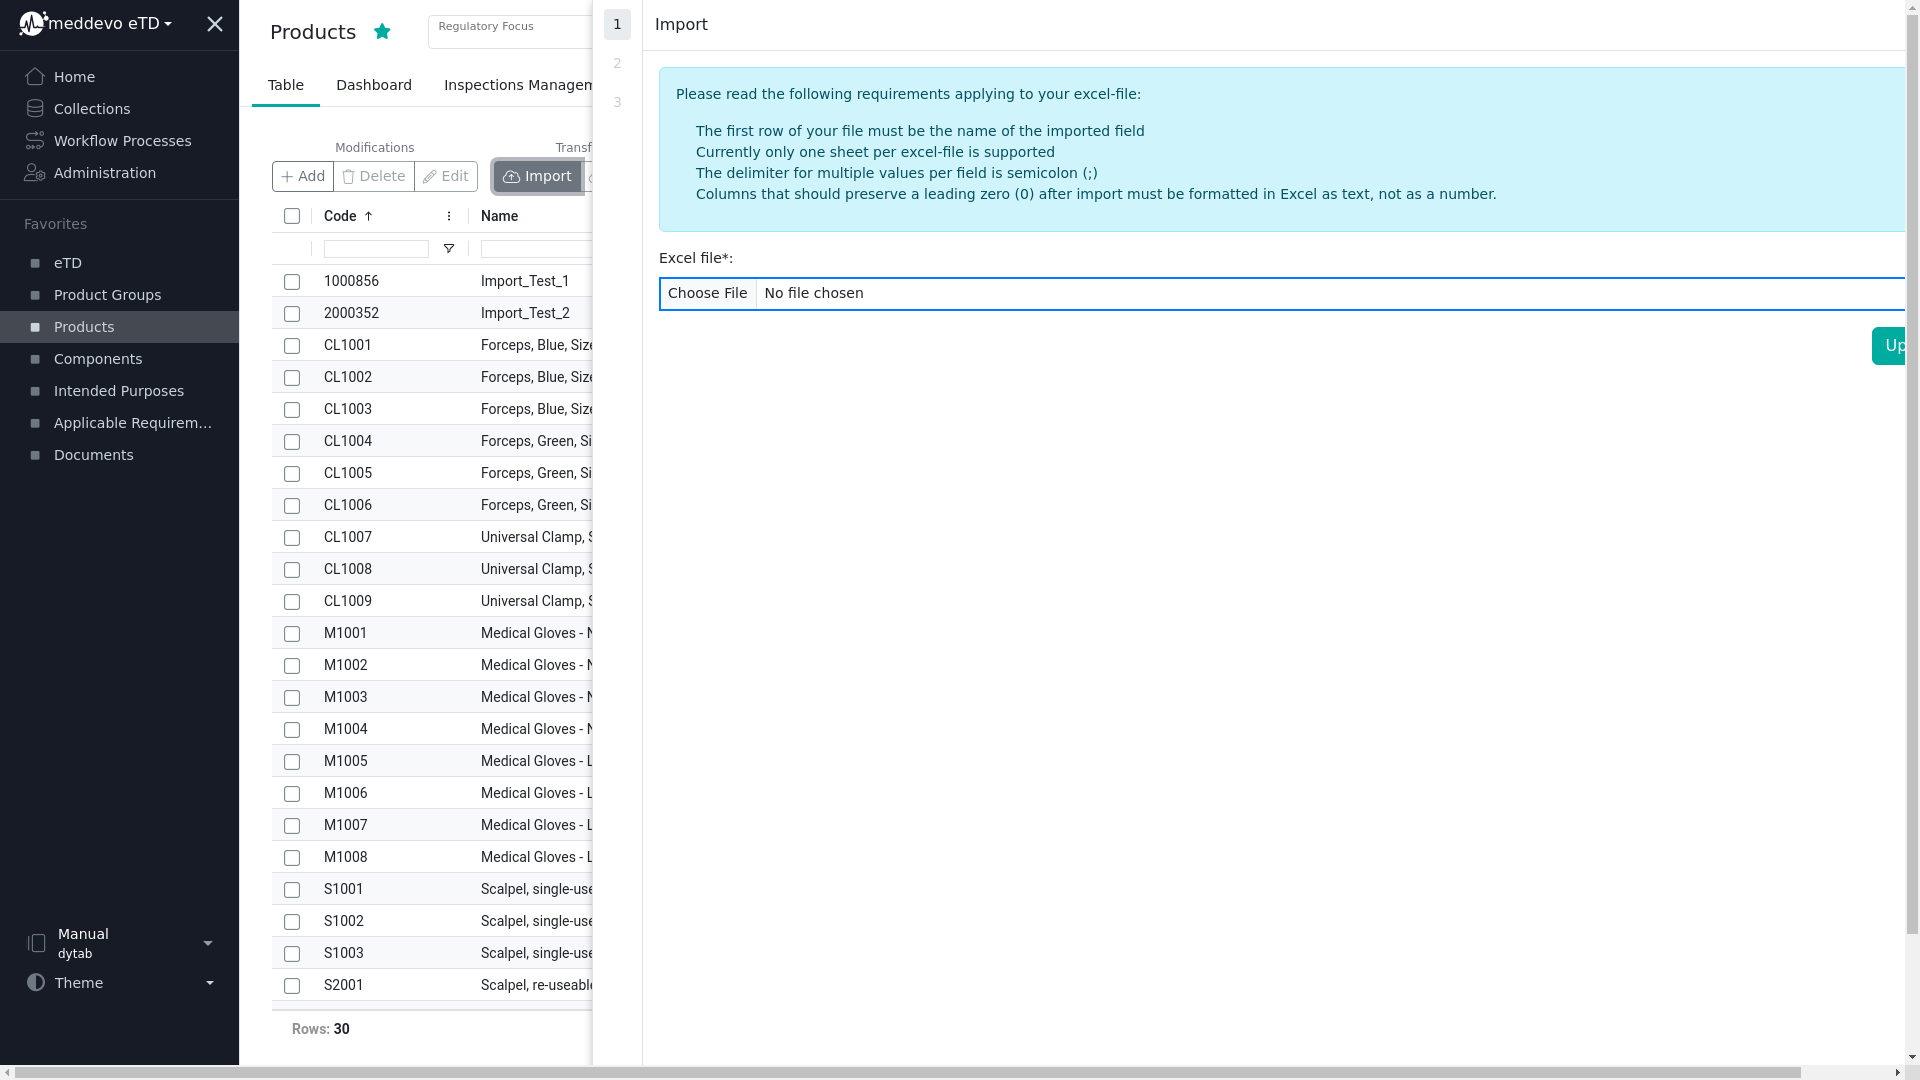 meddevo eTD
Home
Collections
Workflow Processes
Administration
Favorites
eTD
Product Groups
Products
Components
Intended Purposes
Applicable Requirem...
Documents
Manual
dytab
Theme
Products
Regulatory Focus
Table
Dashboard
Inspections Managem
Modifications
Transf
Add
Delete
Edit
Import
Code
Name
1000856 Import_Test_1
2000352 Import_Test_2
CL1001 Forceps, Blue, Size
CL1002 Forceps, Blue, Size
CL1003 Forceps, Blue, Size
CL1004 Forceps, Green, Si
CL1005 Forceps, Green, Si
CL1006 Forceps, Green, Si
CL1007 Universal Clamp, S
CL1008 Universal Clamp, S
CL1009 Universal Clamp, S
M1001 Medical Gloves - N
M1002 Medical Gloves - N
M1003 Medical Gloves - N
M1004 Medical Gloves - N
M1005 Medical Gloves - L
M1006 Medical Gloves - L
M1007 Medical Gloves - L
M1008 Medical Gloves - L
S1001 Scalpel, single-use
S1002 Scalpel, single-use
S1003 Scalpel, single-use
S2001 Scalpel, re-useable
Rows: 30
1
2
3
Import
Please read the following requirements applying to your excel-file:
The first row of your file must be the name of the imported field
Currently only one sheet per excel-file is supported
The delimiter for multiple values per field is semicolon (;)
Columns that should preserve a leading zero (0) after import must be formatted in Excel as text, not as a number.
Excel file*:
Choose File No file chosen
Up